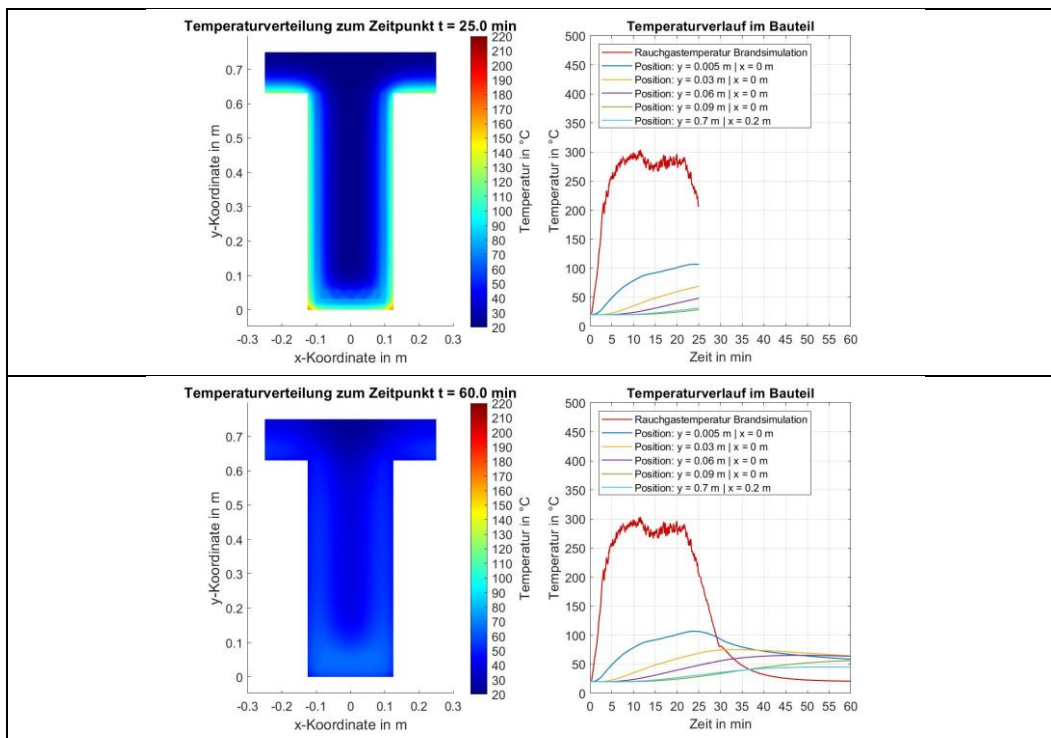 Temperaturverteilung zum Zeitpunkt t = 25.0 min
0.7
0.6
0.5
0.4
0.3
0.2
0.1
0
y-Koordinate in m
-0.3 -0.2 -0.1 0 0.1 0.2 0.3
x-Koordinate in m
220
210
200
190
180
170
160
150
140
130
120
110
100
90
80
70
60
50
40
30
20
Temperatur in °C
Temperaturverlauf im Bauteil
500
450
400
350
300
250
200
150
100
50
0
Temperatur in °C
Rauchgastemperatur Brandsimulation
Position: y = 0.005 m | x = 0 m
Position: y = 0.03 m | x = 0 m
Position: y = 0.06 m | x = 0 m
Position: y = 0.09 m | x = 0 m
Position: y = 0.7 m | x = 0.2 m
0 5 10 15 20 25 30 35 40 45 50 55 60
Zeit in min
Temperaturverteilung zum Zeitpunkt t = 60.0 min
0.7
0.6
0.5
0.4
0.3
0.2
0.1
0
y-Koordinate in m
-0.3 -0.2 -0.1 0 0.1 0.2 0.3
x-Koordinate in m
220
210
200
190
180
170
160
150
140
130
120
110
100
90
80
70
60
50
40
30
20
Temperatur in °C
Temperaturverlauf im Bauteil
500
450
400
350
300
250
200
150
100
50
0
Temperatur in °C
Rauchgastemperatur Brandsimulation
Position: y = 0.005 m | x = 0 m
Position: y = 0.03 m | x = 0 m
Position: y = 0.06 m | x = 0 m
Position: y = 0.09 m | x = 0 m
Position: y = 0.7 m | x = 0.2 m
0 5 10 15 20 25 30 35 40 45 50 55 60
Zeit in min